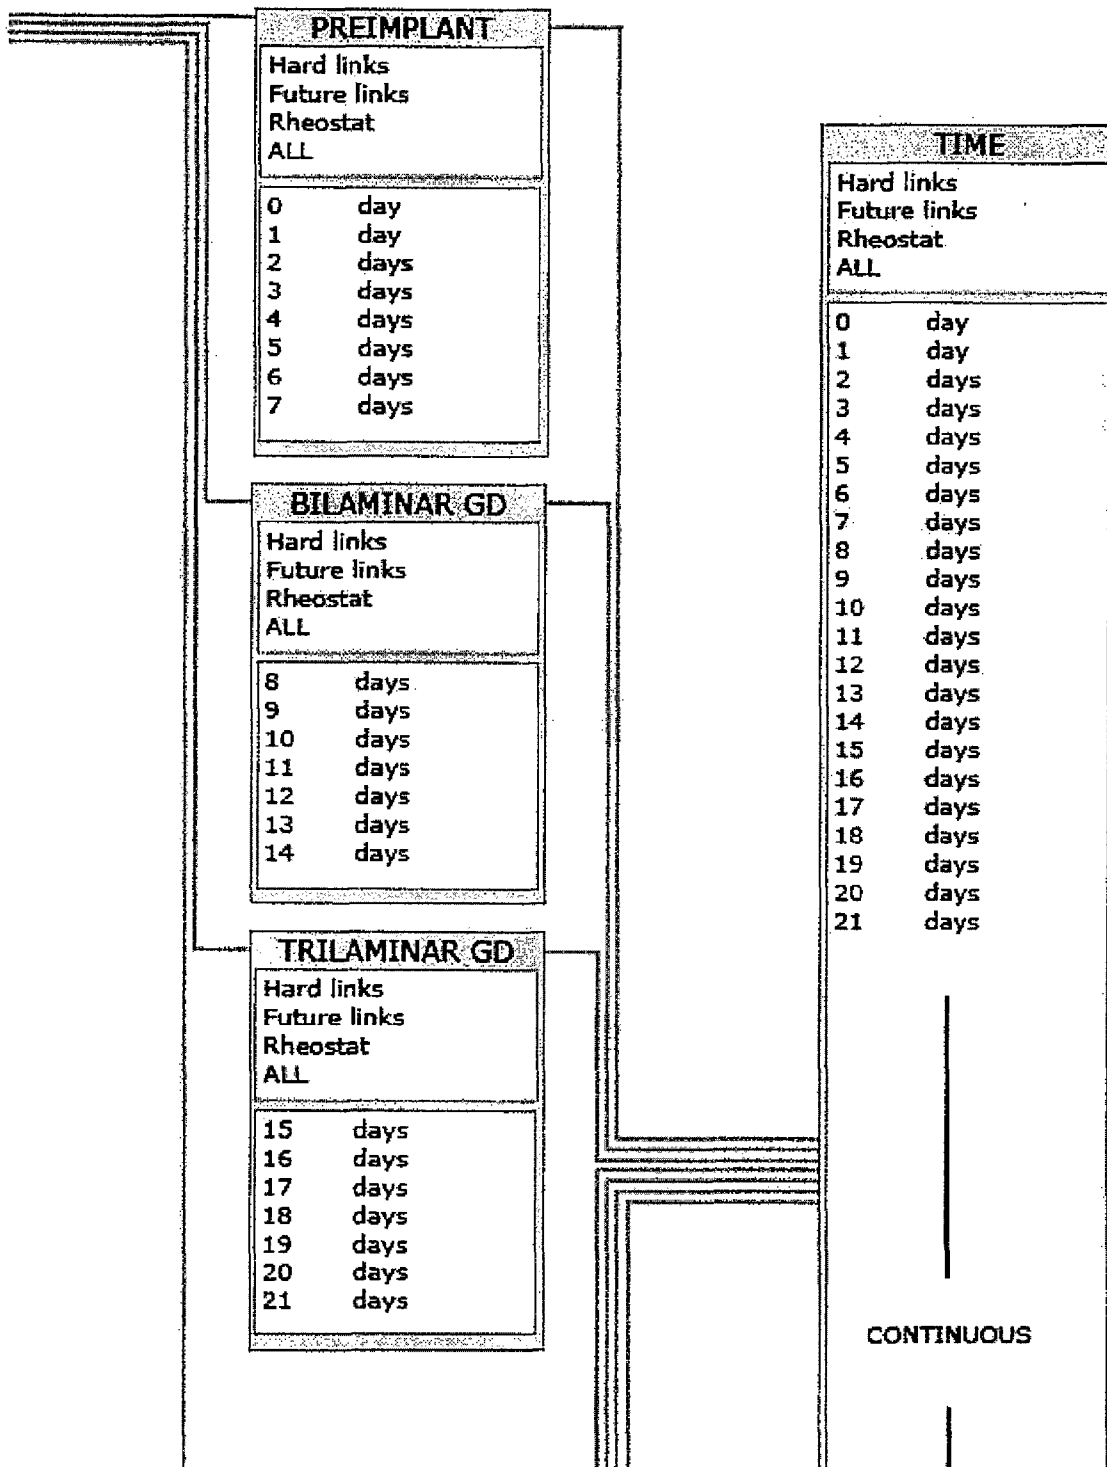 PREIMPLANT
Hard links
Future links
Rheostat
ALL
0 day
1 day
2 days
3 days
4 days
5 days
6 days
7 days
BILAMINAR GD
Hard links
Future links
Rheostat
ALL
8 days
9 days
10 days
11 days
12 days
13 days
14 days
TRILAMINAR GD
Hard links
Future links
Rheostat
ALL
15 days
16 days
17 days
18 days
19 days
20 days
21 days
TIME
Hard links
Future links
Rheostat
ALL
0 day
1 day
2 days
3 days
4 days
5 days
6 days
7 days
8 days
9 days
10 days
11 days
12 days
13 days
14 days
15 days
16 days
17 days
18 days
19 days
20 days
21 days
CONTINUOUS